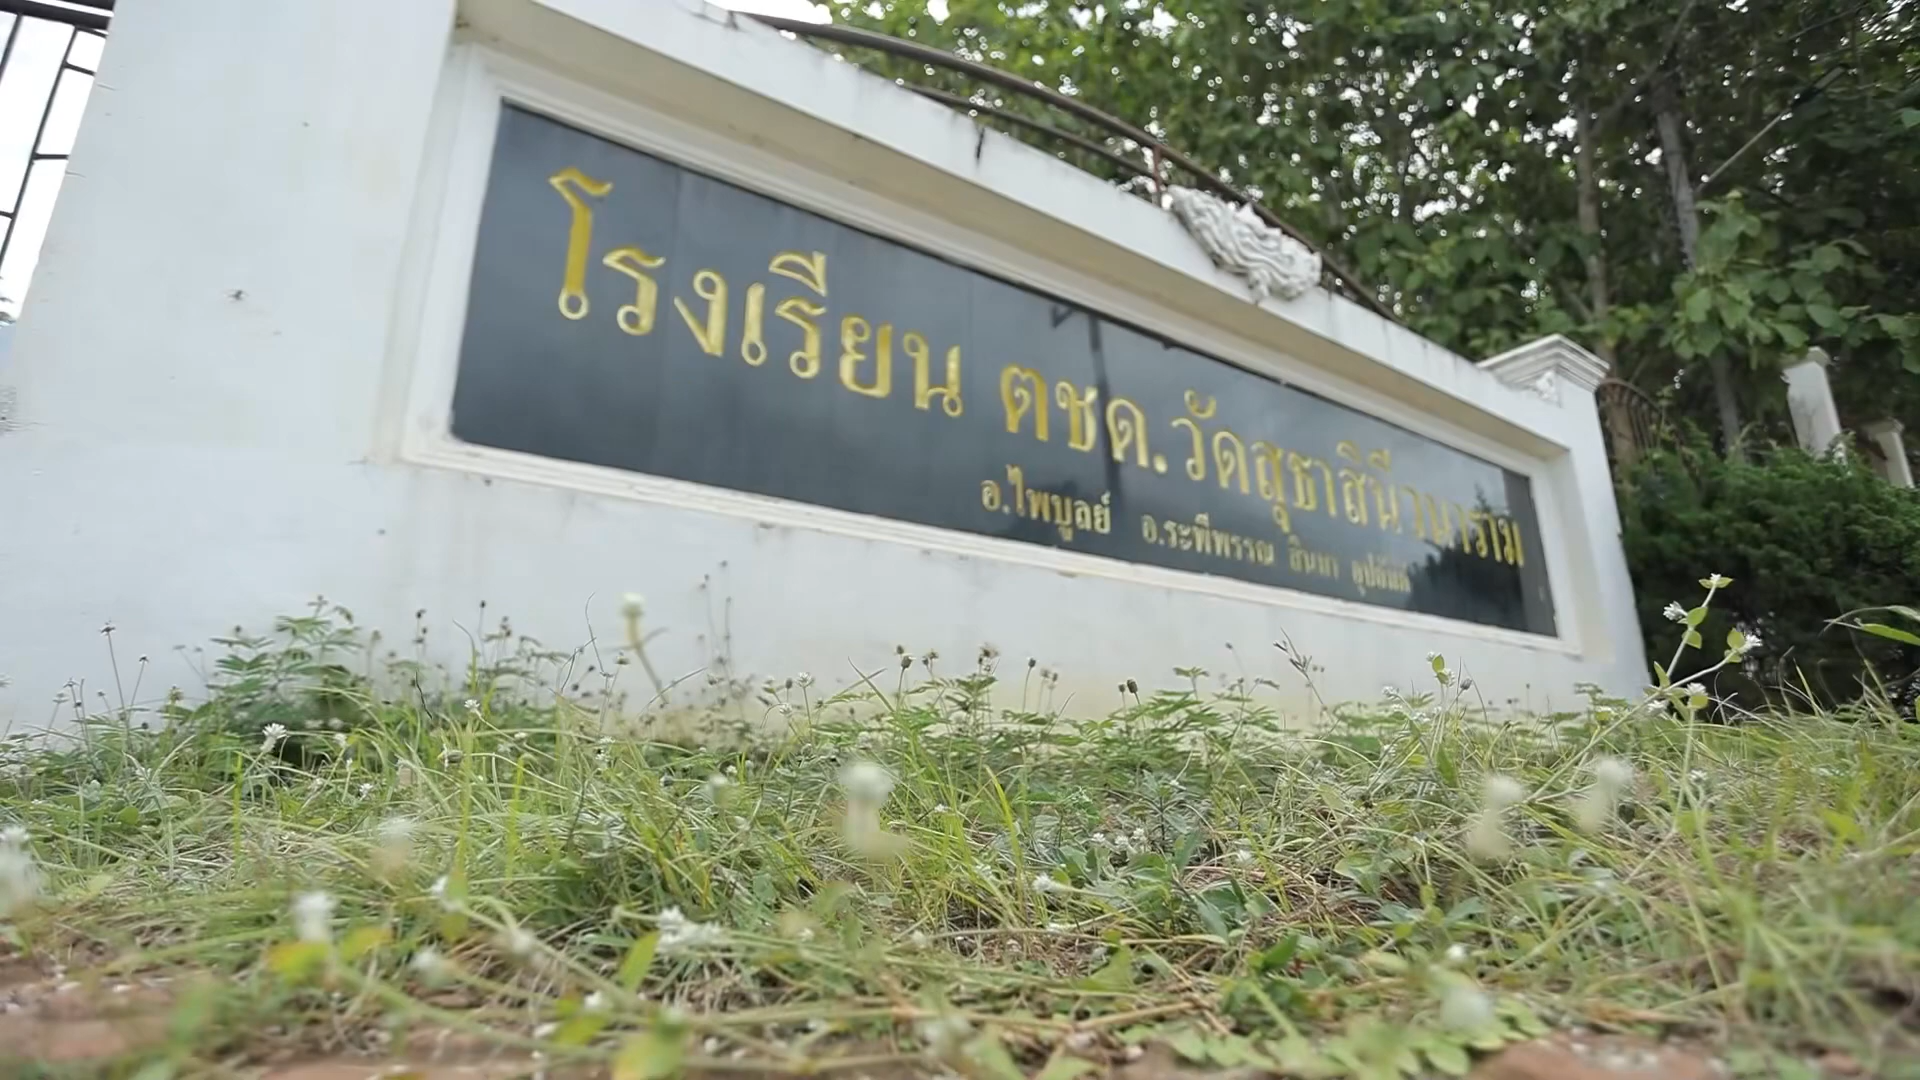 โรงเรียน ตชด.วัดสุธาสินีวนาราม
อ.ไพบูลย์ อ.ระพีพรรณ